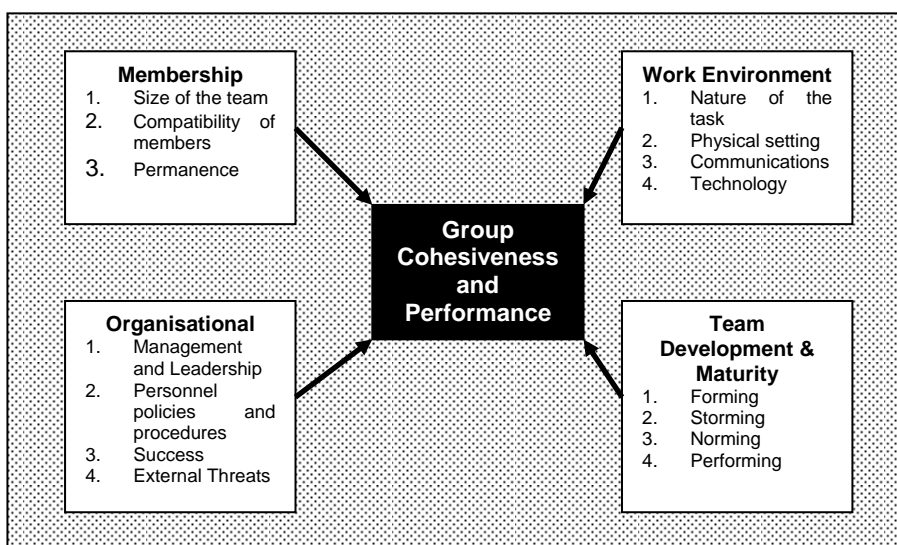 Membership
1. Size of the team
2. Compatibility of
members
3. Permanence
Work Environment
1. Nature of the
task
2. Physical setting
3. Communications
4. Technology
Group
Cohesiveness
and
Performance
Organisational
1. Management
and Leadership
2. Personnel
policies and
procedures
3. Success
4. External Threats
Team
Development &
Maturity
1. Forming
2. Storming
3. Norming
4. Performing